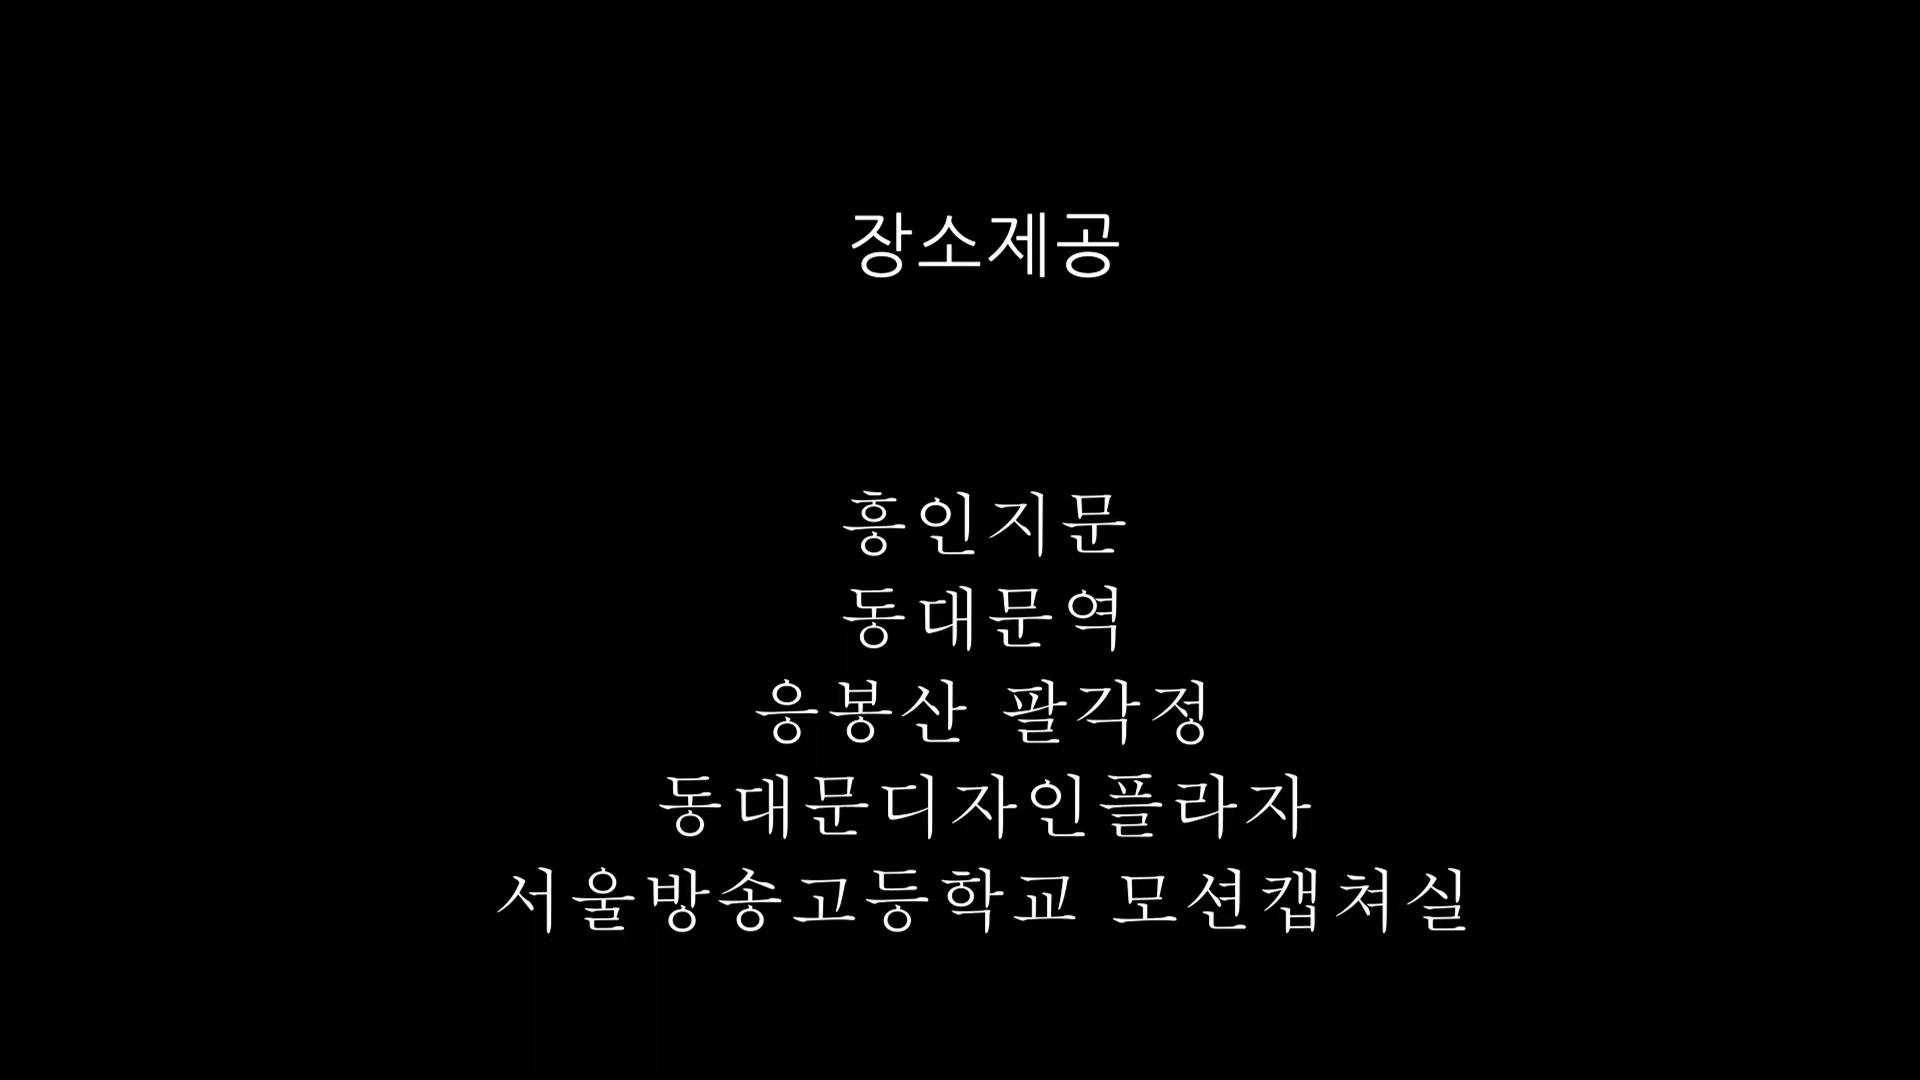 장소제공
흥인지문
동대문역
응봉산 팔각정
동대문디자인플라자
서울방송고등학교 모션캡쳐실